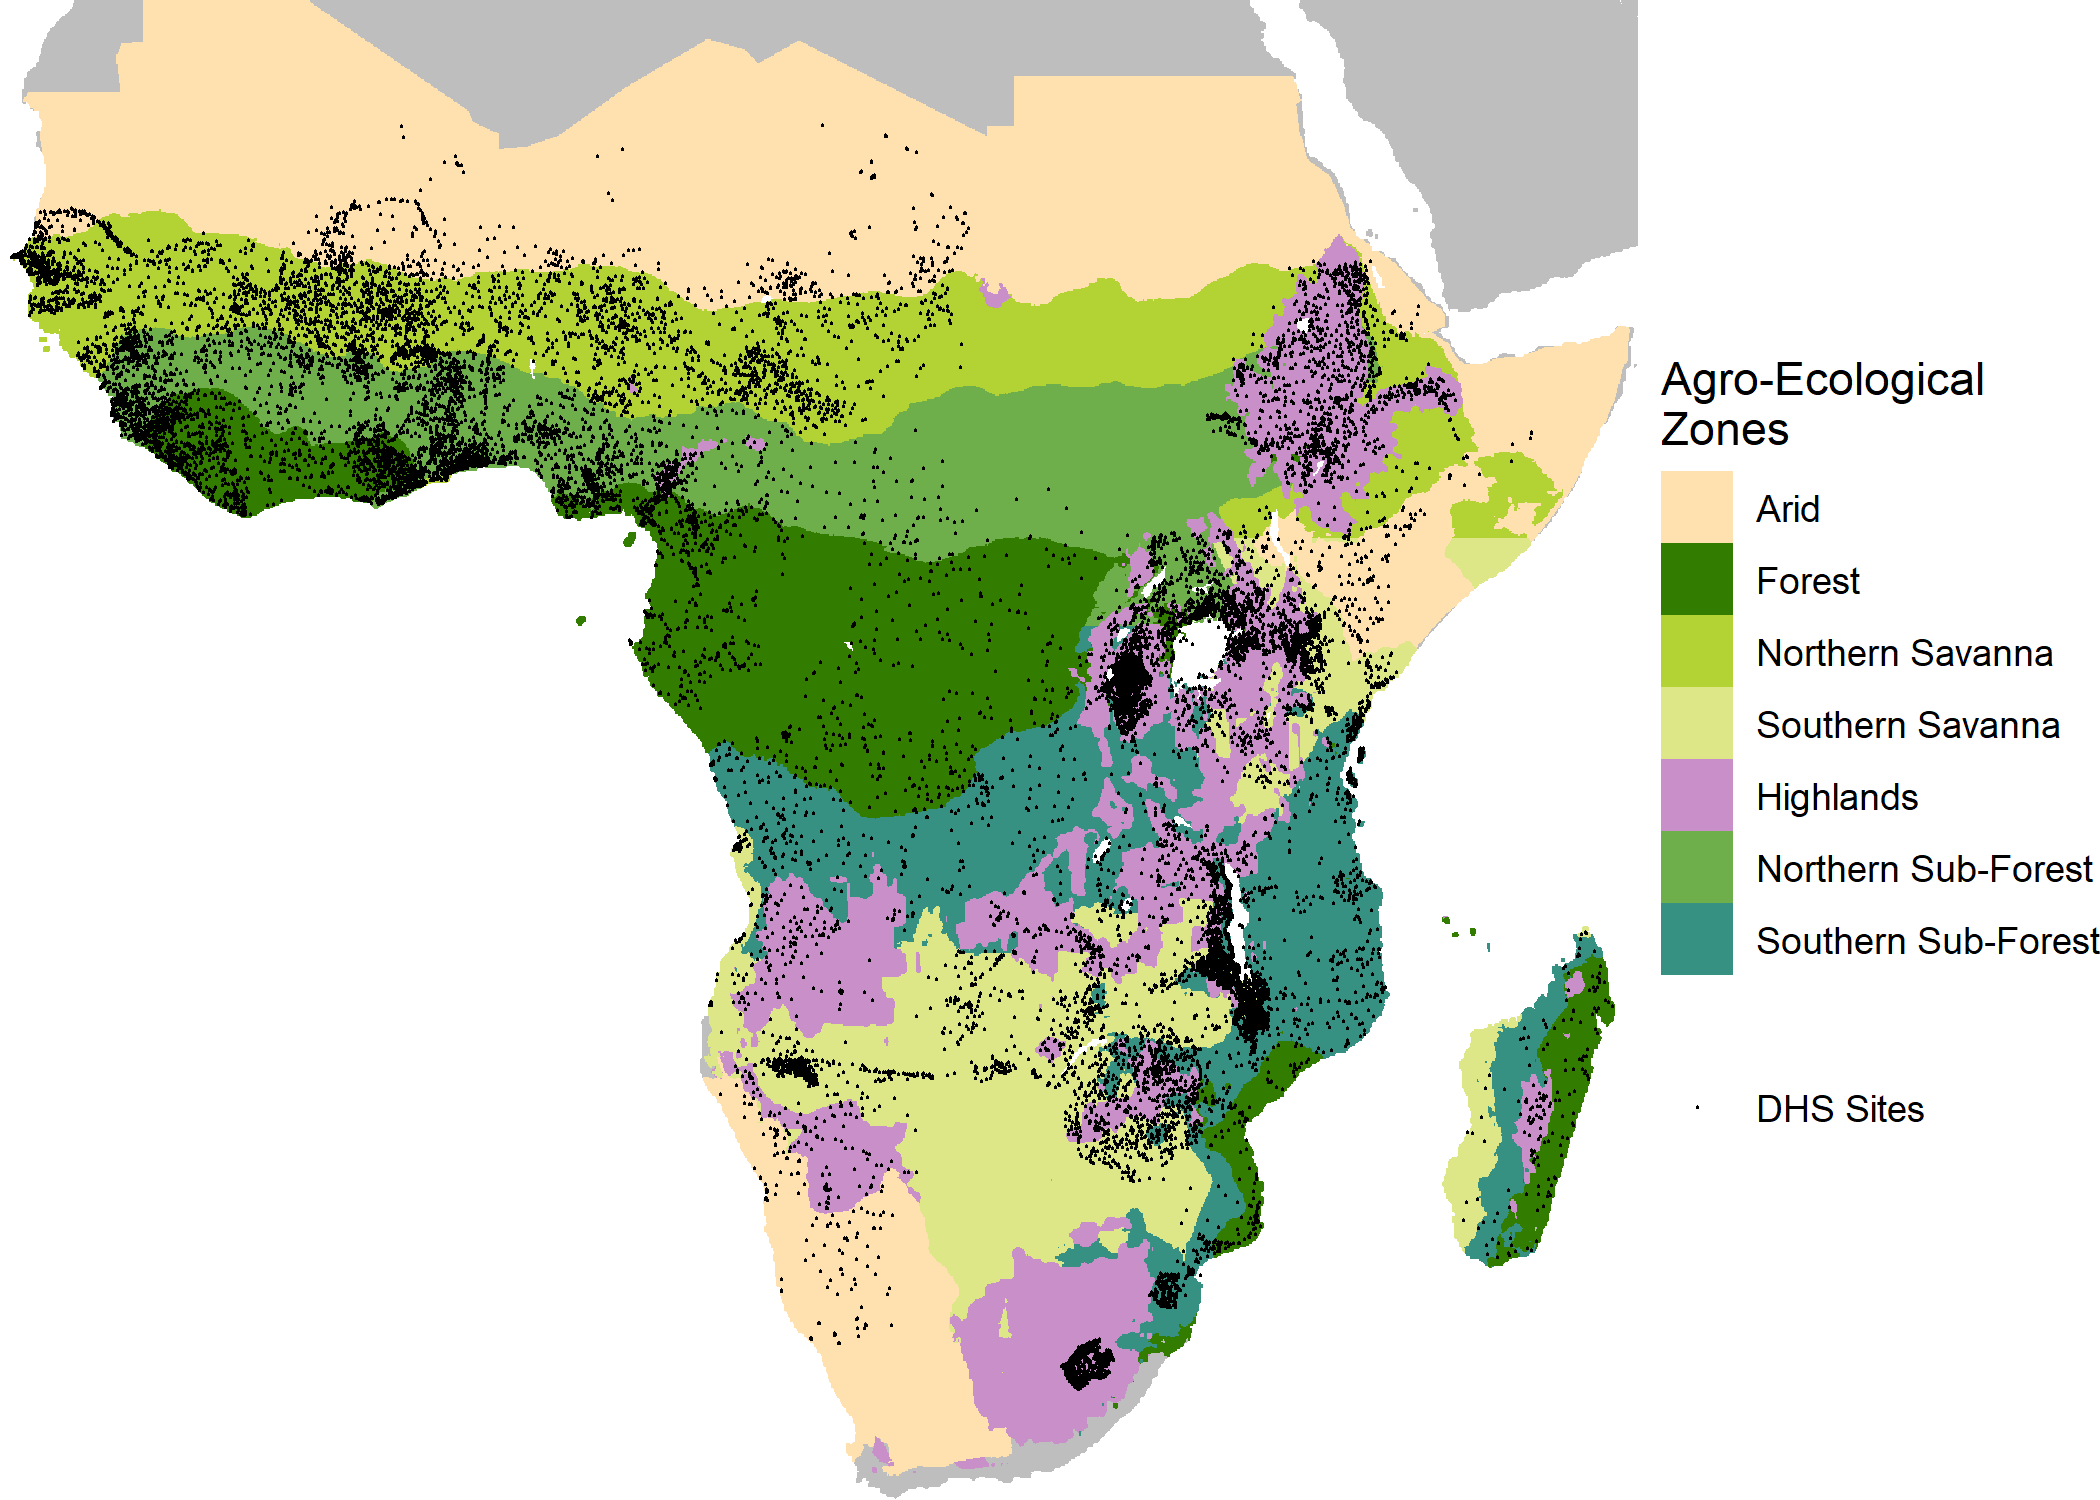 Agro-Ecological
Zones
Arid
Forest
Northern Savanna
Southern Savanna
Highlands
Northern Sub-Forest
Southern Sub-Forest
DHS Sites